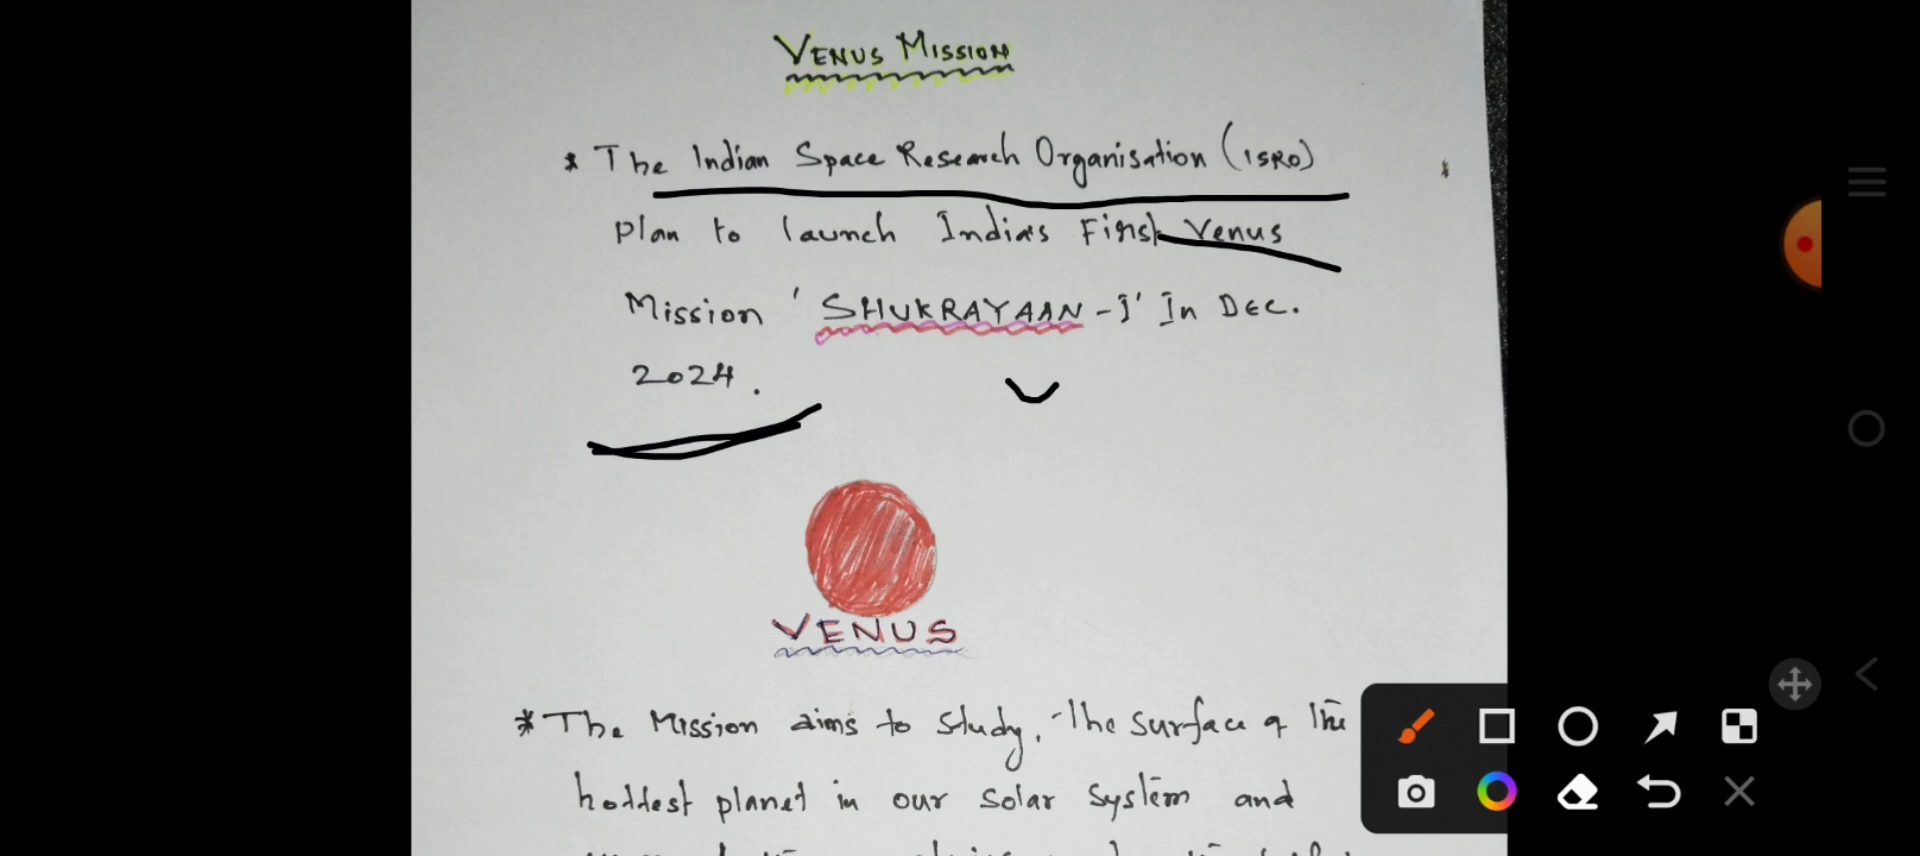 VENUS MISSION
* The Indian Space Research Organisation (ISRO)
plan to launch India's First Venus
Mission 'SHUKRAYAAN-I' In DEC.
2024.
VENUS
* The Mission aims to study, The surface of the
hottest planet in our solar system and